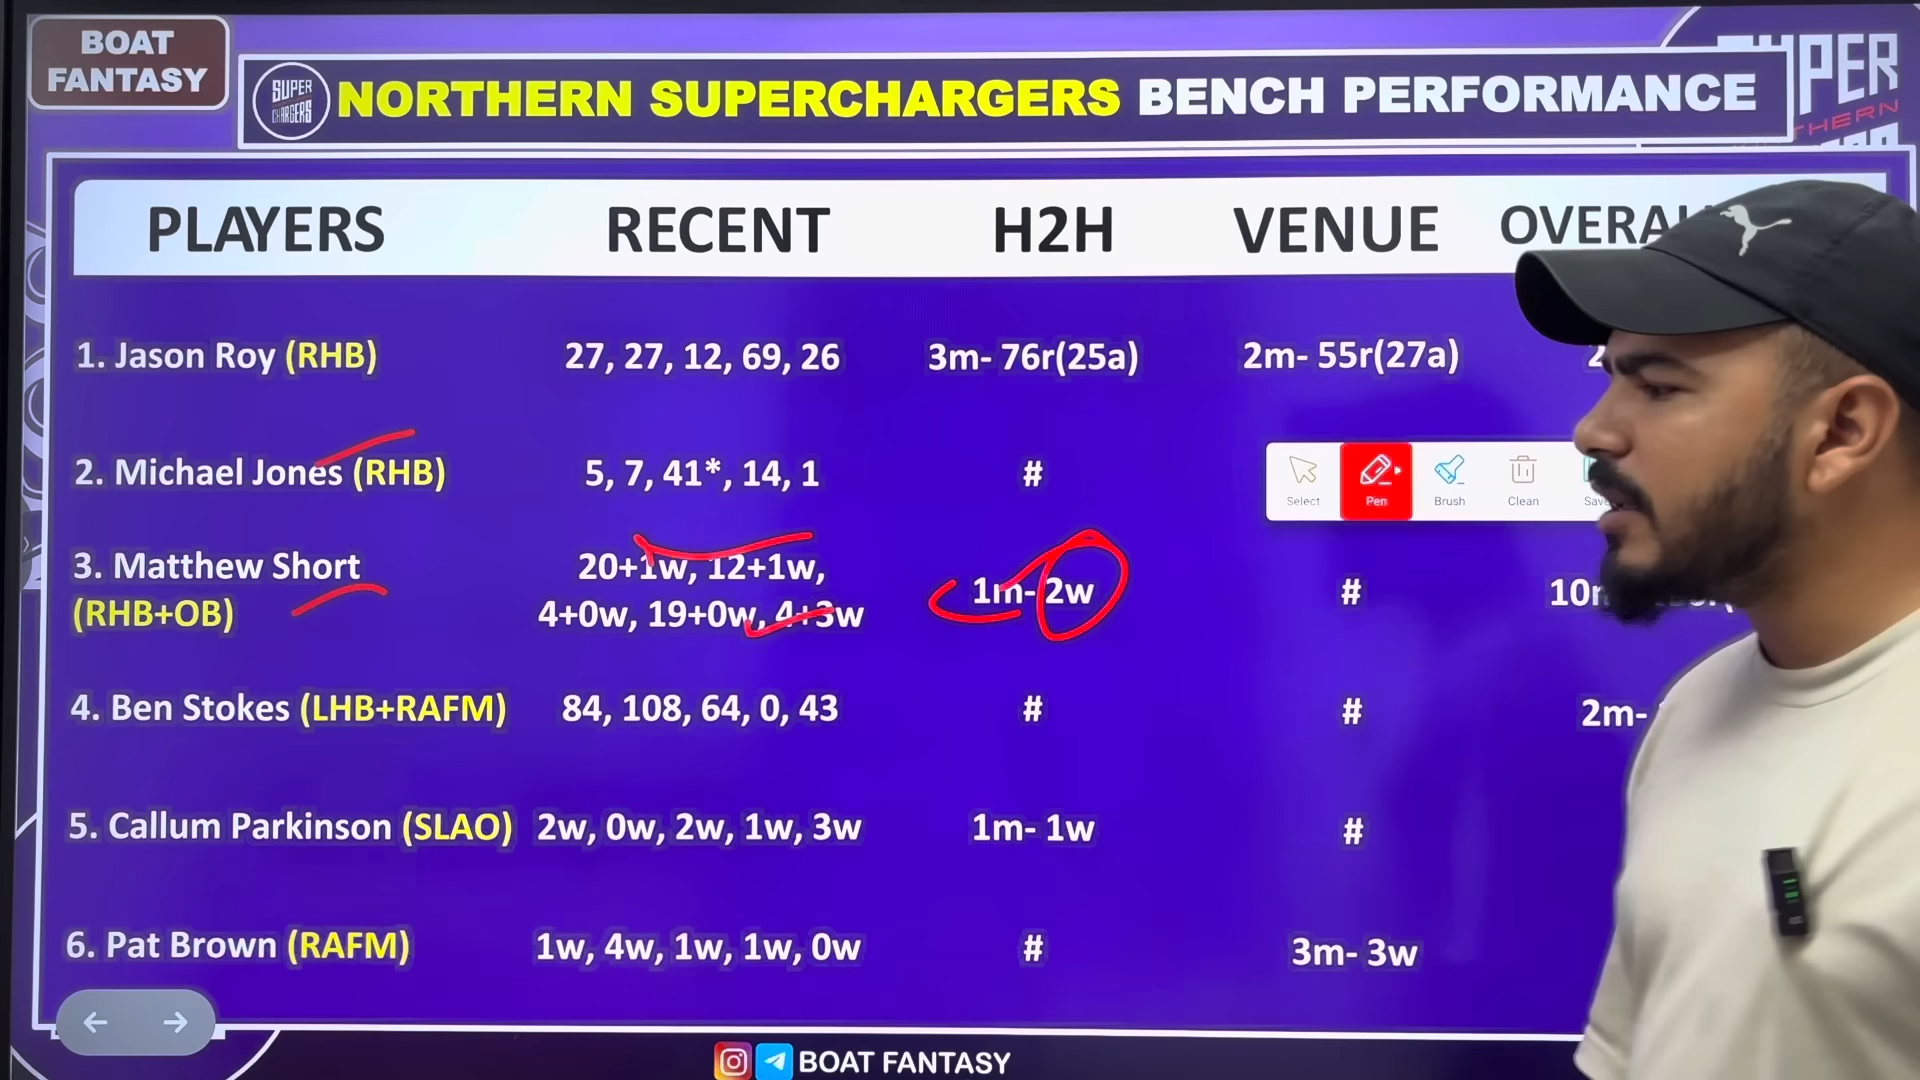 BOAT
FANTASY
SUPER
CHARGERS
NORTHERN SUPERCHARGERS BENCH PERFORMANCE
PLAYERS RECENT H2H VENUE
1. Jason Roy (RHB) 27, 27, 12, 69, 26 3m- 76r(25a) 2m- 55r(27a)
2. Michael Jones (RHB) 5, 7, 41*, 14, 1 #
Select Pen Brush Clean Save
3. Matthew Short 20+1w, 12+1w,
(RHB+OB) 4+0w, 19+0w, 4+3w 1m- 2w #
4. Ben Stokes (LHB+RAFM) 84, 108, 64, 0, 43 # # 2m-
5. Callum Parkinson (SLAO) 2w, 0w, 2w, 1w, 3w 1m- 1w #
6. Pat Brown (RAFM) 1w, 4w, 1w, 1w, 0w # 3m- 3w
BOAT FANTASY